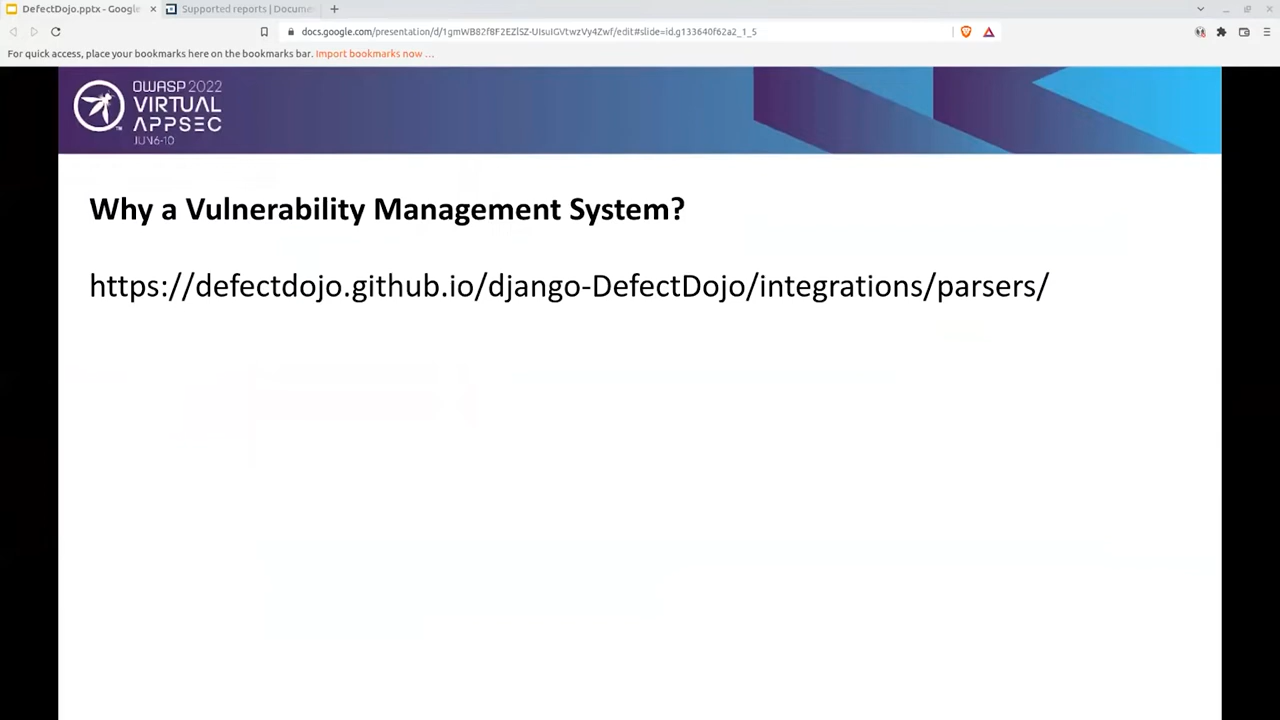 DefectDojo.pptx - Google
Supported reports | Docume
docs.google.com/presentation/d/1gmWB82fBF2EZlSZ-UIsuIGVtwzVy4Zwf/edit#slide=id.g133640f62a2_1_5
For quick access, place your bookmarks here on the bookmarks bar. Import bookmarks now ...
OWASP 2022
VIRTUAL
APPSEC
JUN 6-10
Why a Vulnerability Management System?
https://defectdojo.github.io/django-DefectDojo/integrations/parsers/